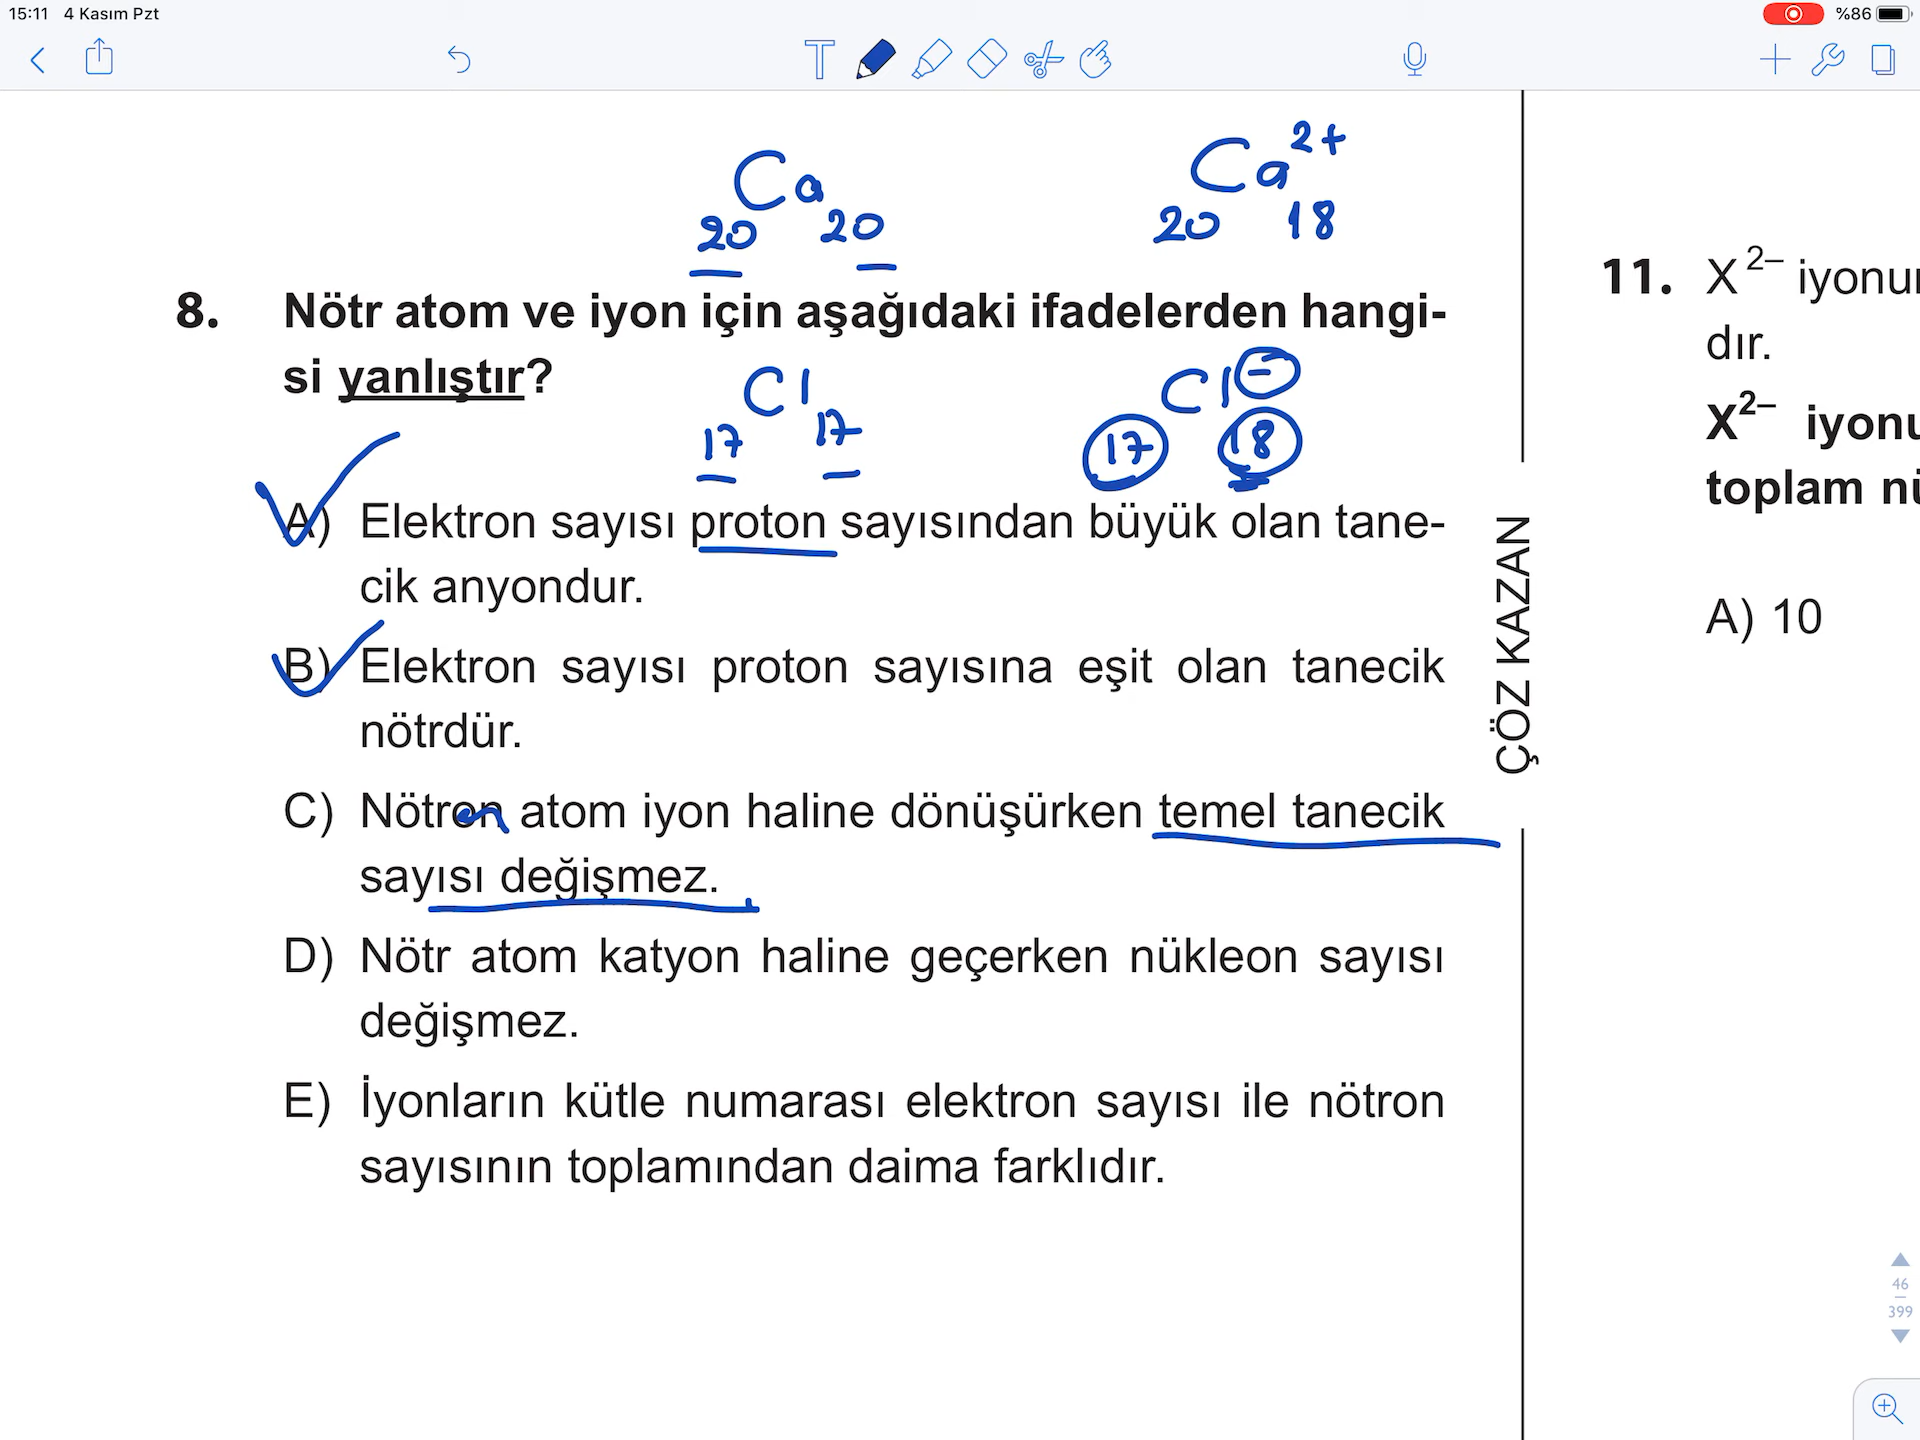 15:11 4 Kasım Pzt
%86
T
Ca
20 20
Ca2+
20 18
8. Nötr atom ve iyon için aşağıdaki ifadelerden hangi-
si yanlıştır?
Cl
17 17
Cl−
17 18
A) Elektron sayısı proton sayısından büyük olan tane-
cik anyondur.
B) Elektron sayısı proton sayısına eşit olan tanecik
nötrdür.
C) Nötron atom iyon haline dönüşürken temel tanecik
sayısı değişmez.
D) Nötr atom katyon haline geçerken nükleon sayısı
değişmez.
E) İyonların kütle numarası elektron sayısı ile nötron
sayısının toplamından daima farklıdır.
ÇÖZ KAZAN
11. X2– iyonu
dır.
X2– iyonu
toplam
A) 10
46
399